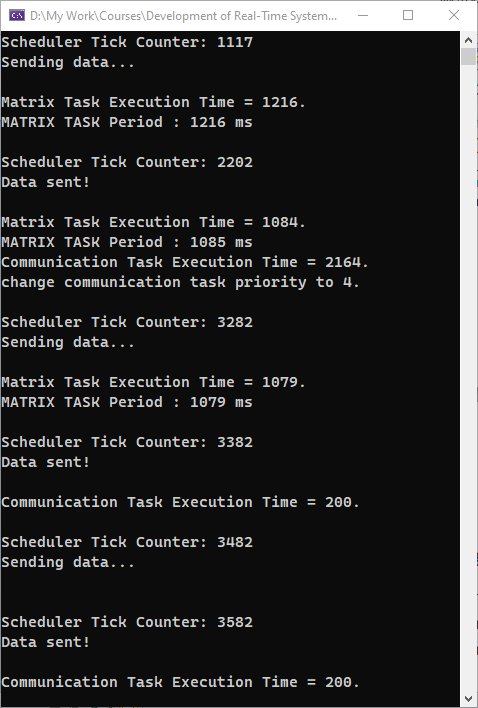 D:\My Work\Courses\Development of Real-Time System...
Scheduler Tick Counter: 1117
Sending data...
Matrix Task Execution Time = 1216.
MATRIX TASK Period : 1216 ms
Scheduler Tick Counter: 2202
Data sent!
Matrix Task Execution Time = 1084.
MATRIX TASK Period : 1085 ms
Communication Task Execution Time = 2164.
change communication task priority to 4.
Scheduler Tick Counter: 3282
Sending data...
Matrix Task Execution Time = 1079.
MATRIX TASK Period : 1079 ms
Scheduler Tick Counter: 3382
Data sent!
Communication Task Execution Time = 200.
Scheduler Tick Counter: 3482
Sending data...
Scheduler Tick Counter: 3582
Data sent!
Communication Task Execution Time = 200.